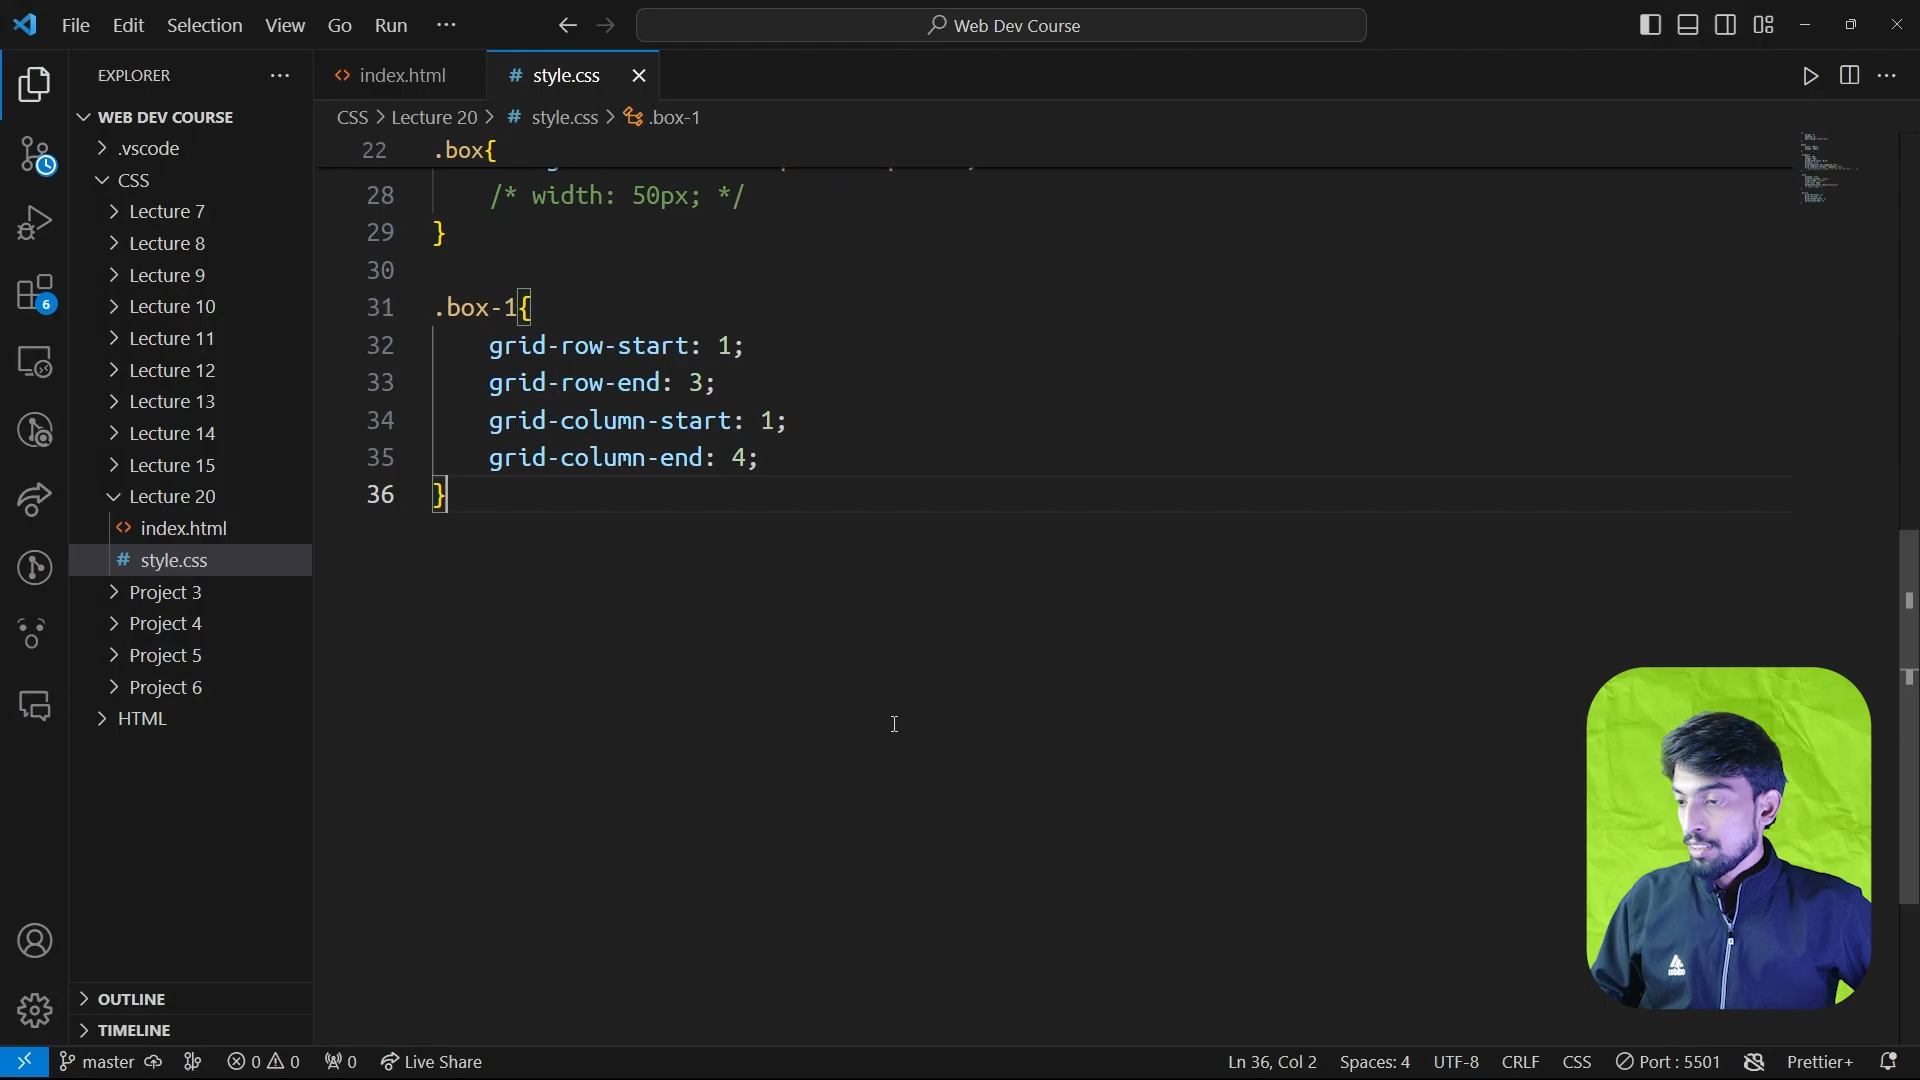 File Edit Selection View Go Run ···
Web Dev Course
EXPLORER ···
index.html
# style.css
CSS > Lecture 20 > # style.css > .box-1
WEB DEV COURSE
.vscode
CSS
Lecture 7
Lecture 8
Lecture 9
Lecture 10
Lecture 11
Lecture 12
Lecture 13
Lecture 14
Lecture 15
Lecture 20
index.html
# style.css
Project 3
Project 4
Project 5
Project 6
HTML
OUTLINE
TIMELINE
6
22 .box{
28 /* width: 50px; */
29 }
30
31 .box-1{
32 grid-row-start: 1;
33 grid-row-end: 3;
34 grid-column-start: 1;
35 grid-column-end: 4;
36 }
master 0 0 0 Live Share Ln 36, Col 2 Spaces: 4 UTF-8 CRLF CSS Port : 5501 Prettier+